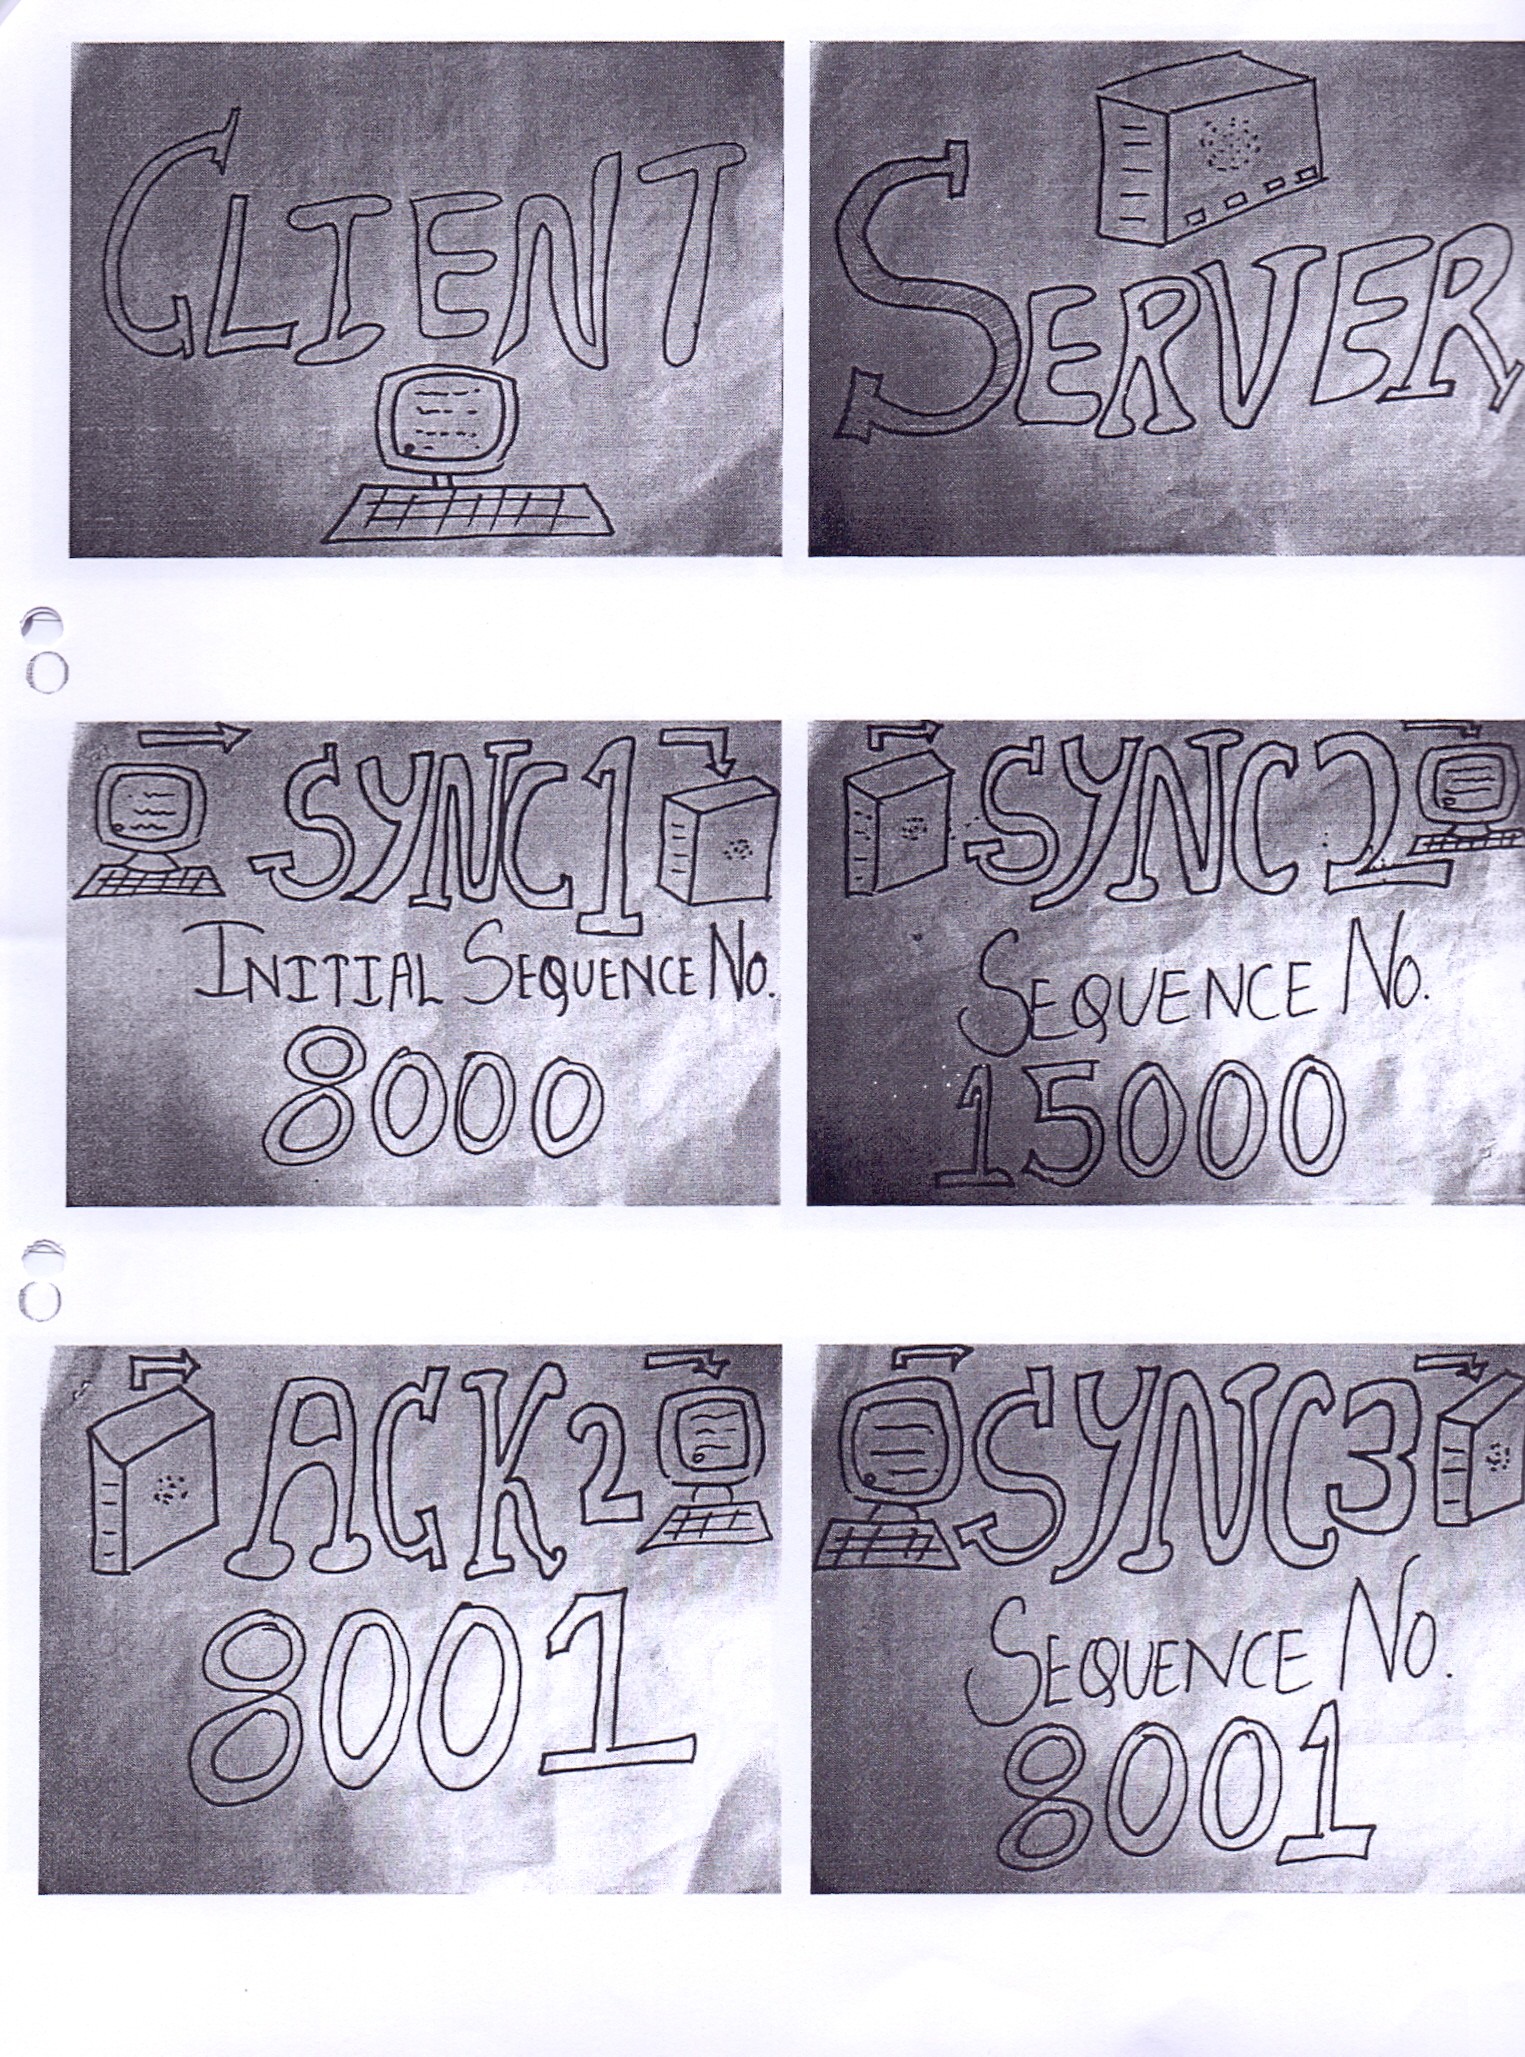 CLIENT
SERVER
SYNC1
INITIAL SEQUENCE NO.
8000
SYNC2
SEQUENCE NO.
15000
ACK2
8001
SYNC3
SEQUENCE NO.
8001